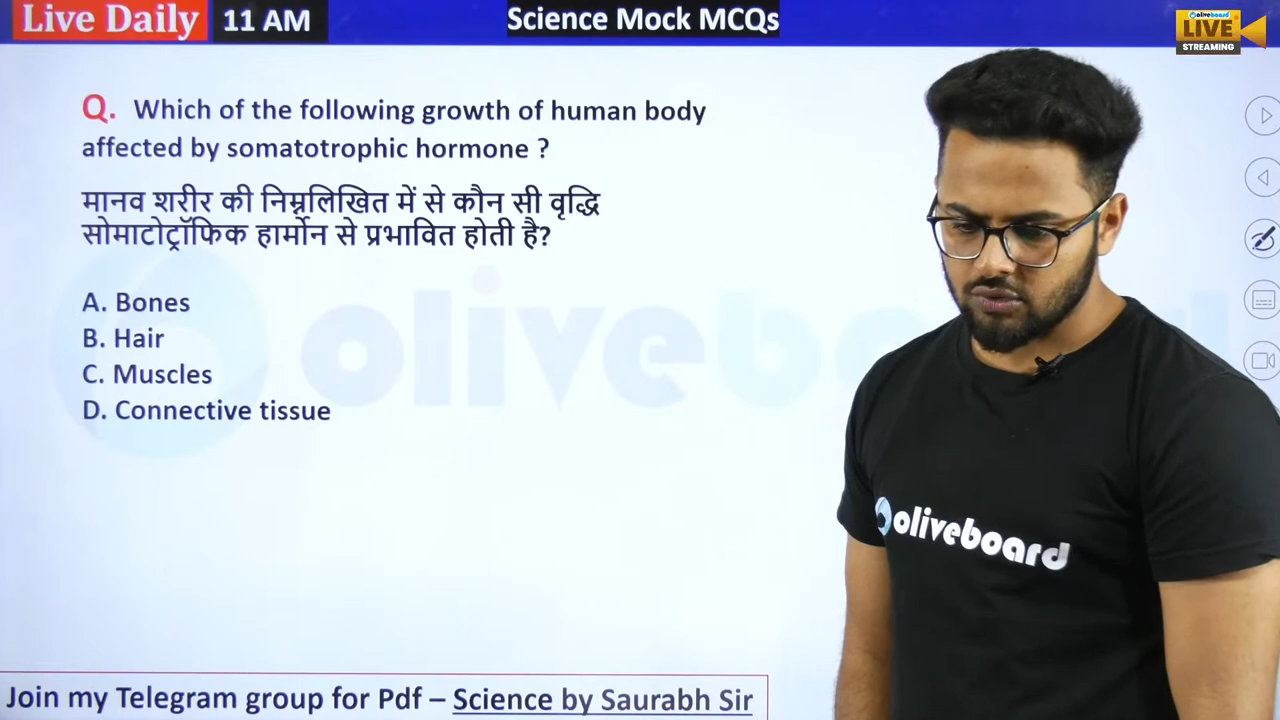 Live Daily 11 AM Science Mock MCQs
oliveboard
LIVE
STREAMING
Q. Which of the following growth of human body
affected by somatotrophic hormone ?
मानव शरीर की निम्नलिखित में से कौन सी वृद्धि
सोमाटोट्रॉफिक हार्मोन से प्रभावित होती है?
A. Bones
B. Hair
C. Muscles
D. Connective tissue
oliveboard
oliveboard
Join my Telegram group for Pdf – Science by Saurabh Sir